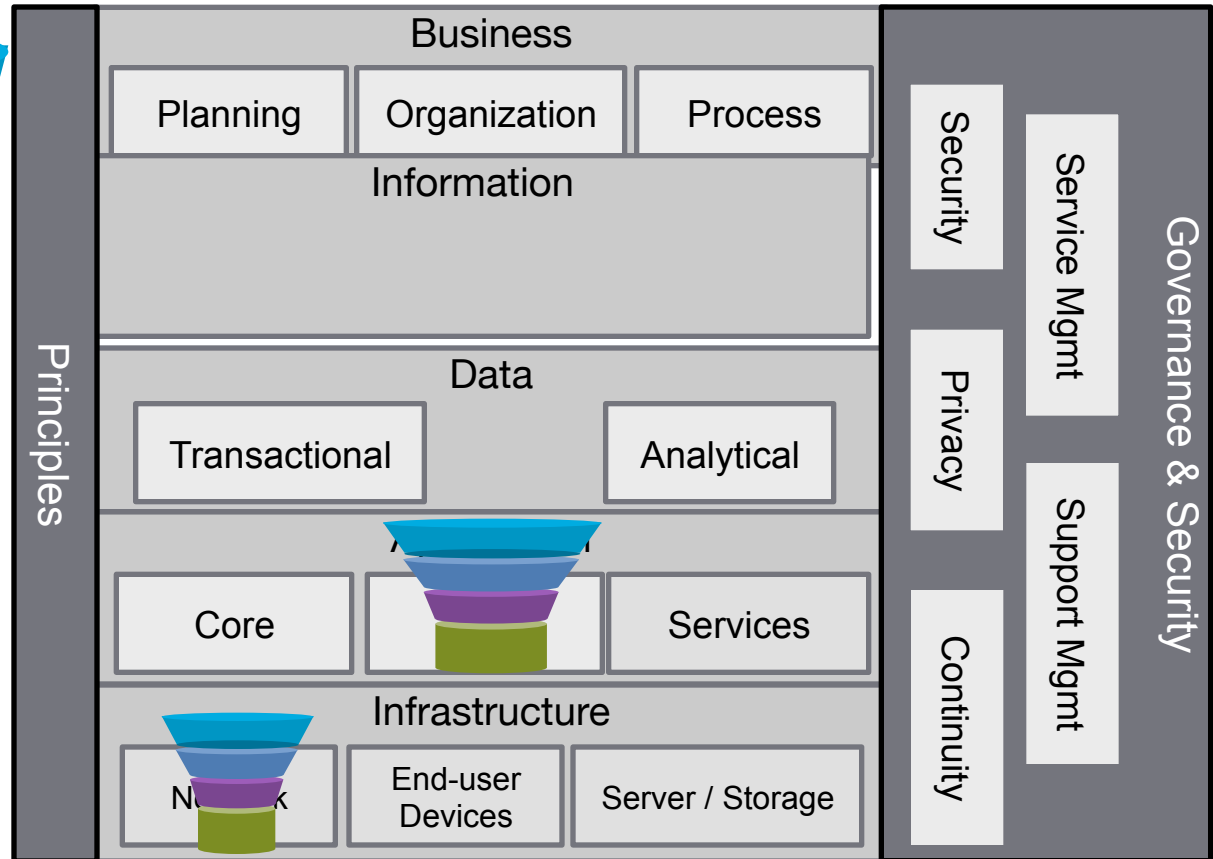 Business
Planning
Organization
Process
Information
Data
Transactional
Analytical
Core
Services
Infrastructure
End-user
Devices
Server / Storage
Principles
Security
Privacy
Continuity
Service Mgmt
Support Mgmt
Governance & Security